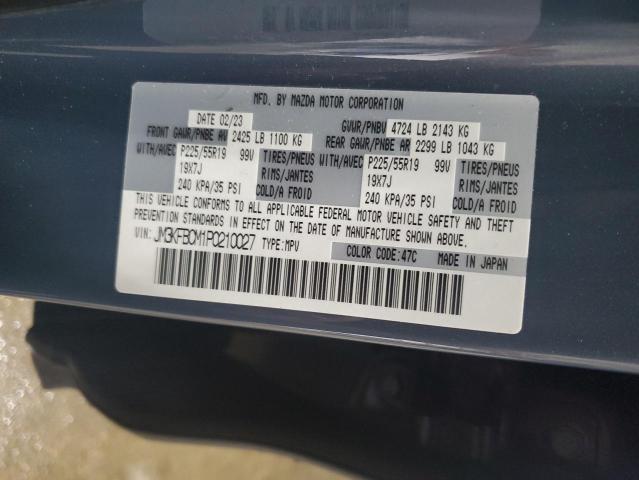 MFD. BY MAZDA MOTOR CORPORATION
DATE 02/23 GVWR/PNBV 4724 LB 2143 KG
FRONT GAWR/PNBE AV 2425 LB 1100 KG REAR GAWR/PNBE AR 2299 LB 1043 KG
WITH/AVEC P225/55R19 99V TIRES/PNEUS WITH/AVEC P225/55R19 99V TIRES/PNEUS
19X7J RIMS/JANTES 19X7J RIMS/JANTES
240 KPA/35 PSI COLD/A FROID 240 KPA/35 PSI COLD/A FROID
THIS VEHICLE CONFORMS TO ALL APPLICABLE FEDERAL MOTOR VEHICLE SAFETY AND THEFT
PREVENTION STANDARDS IN EFFECT ON THE DATE OF MANUFACTURE SHOWN ABOVE.
VIN: JM3KFBCM1P0210027 TYPE: MPV COLOR CODE: 47C MADE IN JAPAN